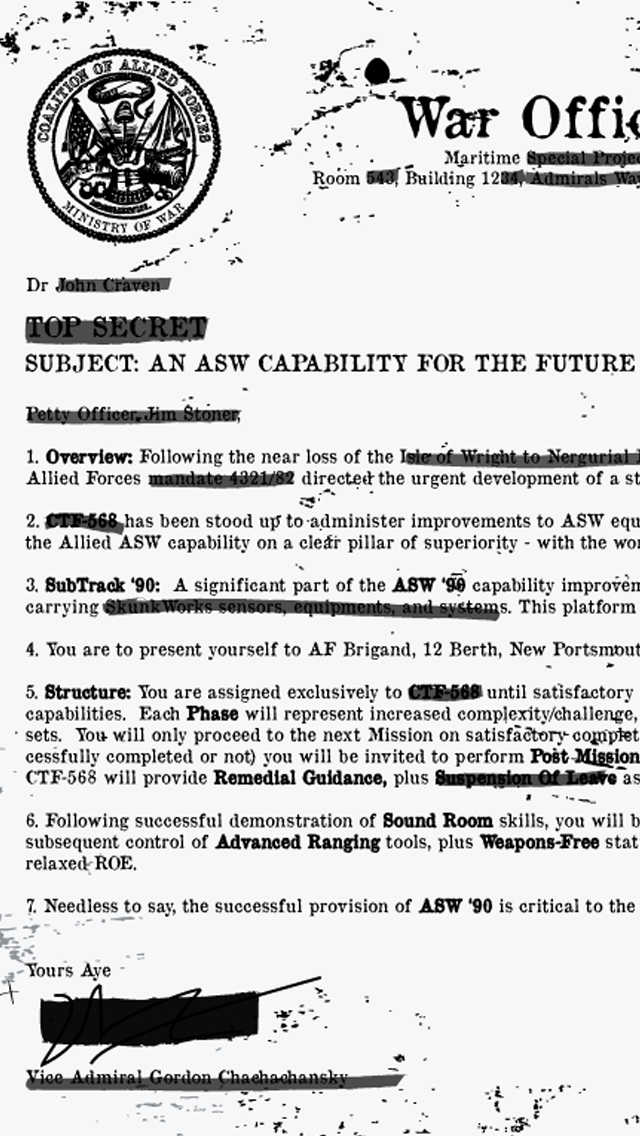 COALITION OF ALLIED FORCES
MINISTRY OF WAR
War Offic
Maritime Special Projec
Room 543, Building 1234, Admirals Wa
Dr John Craven
TOP SECRET
SUBJECT: AN ASW CAPABILITY FOR THE FUTURE
Petty Officer, Jim Stoner,
1. Overview: Following the near loss of the Isle of Wright to Nergurial
Allied Forces mandate 4321/82 directed the urgent development of a st
2. CTF-568 has been stood up to administer improvements to ASW equ
the Allied ASW capability on a clear pillar of superiority - with the wor
3. SubTrack '90: A significant part of the ASW '90 capability improvem
carrying SkunkWorks sensors, equipments, and systems. This platform
4. You are to present yourself to AF Brigand, 12 Berth, New Portsmout
5. Structure: You are assigned exclusively to CTF-568 until satisfactory
capabilities. Each Phase will represent increased complexity/challenge,
sets. You will only proceed to the next Mission on satisfactory complet
cessfully completed or not) you will be invited to perform Post Mission
CTF-568 will provide Remedial Guidance, plus Suspension Of Leave as
6. Following successful demonstration of Sound Room skills, you will b
subsequent control of Advanced Ranging tools, plus Weapons-Free stat
relaxed ROE.
7. Needless to say, the successful provision of ASW '90 is critical to the
Yours Aye
Vice Admiral Gordon Chachachansky